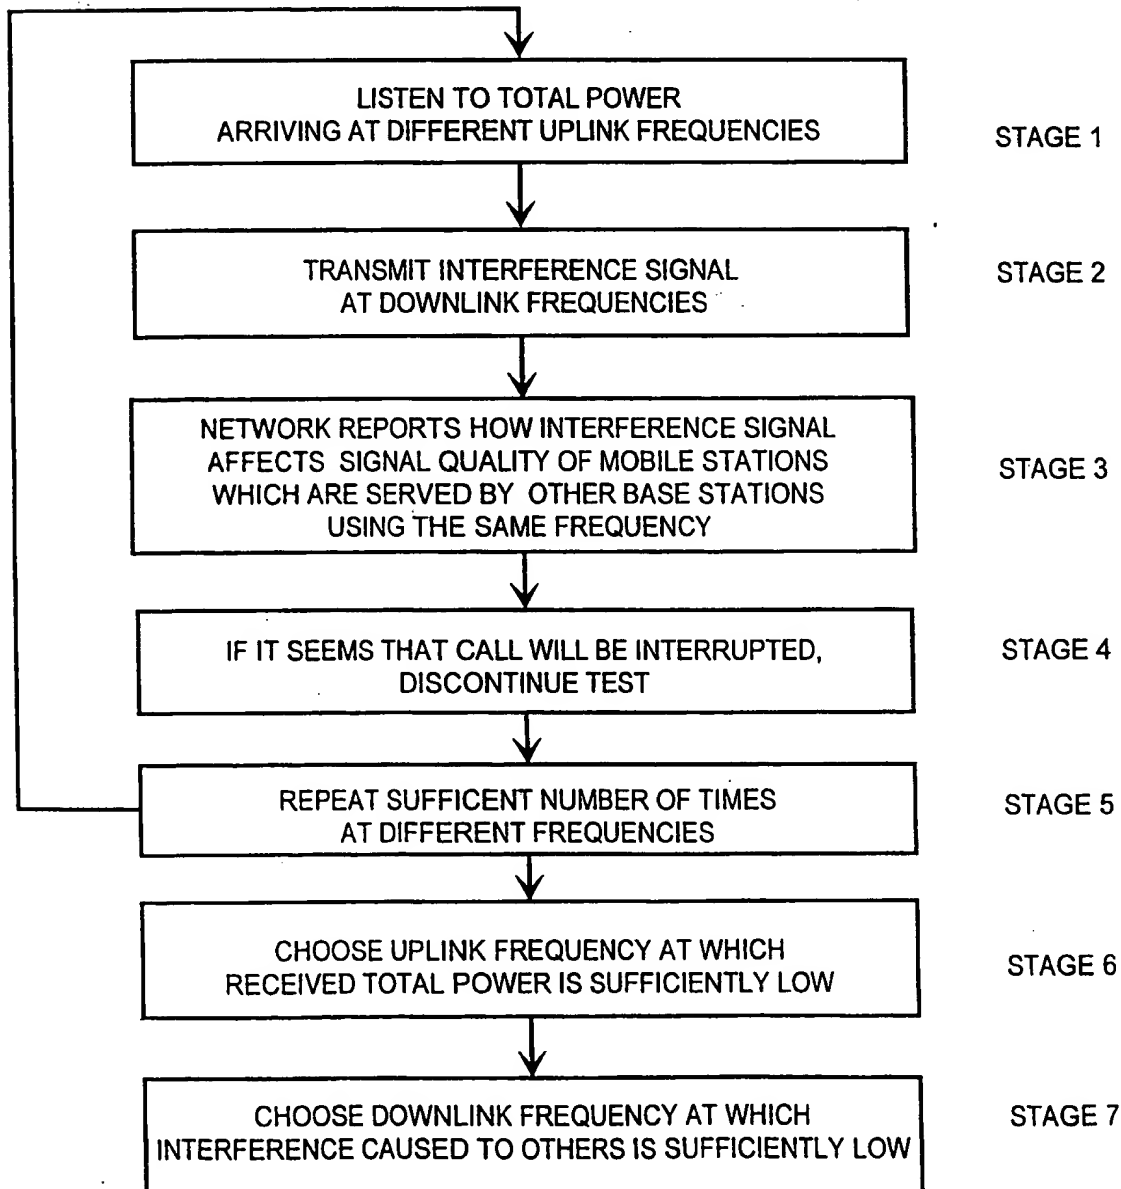 LISTEN TO TOTAL POWER
ARRIVING AT DIFFERENT UPLINK FREQUENCIES
STAGE 1
TRANSMIT INTERFERENCE SIGNAL
AT DOWNLINK FREQUENCIES
STAGE 2
NETWORK REPORTS HOW INTERFERENCE SIGNAL
AFFECTS SIGNAL QUALITY OF MOBILE STATIONS
WHICH ARE SERVED BY OTHER BASE STATIONS
USING THE SAME FREQUENCY
STAGE 3
IF IT SEEMS THAT CALL WILL BE INTERRUPTED,
DISCONTINUE TEST
STAGE 4
REPEAT SUFFICENT NUMBER OF TIMES
AT DIFFERENT FREQUENCIES
STAGE 5
CHOOSE UPLINK FREQUENCY AT WHICH
RECEIVED TOTAL POWER IS SUFFICIENTLY LOW
STAGE 6
CHOOSE DOWNLINK FREQUENCY AT WHICH
INTERFERENCE CAUSED TO OTHERS IS SUFFICIENTLY LOW
STAGE 7